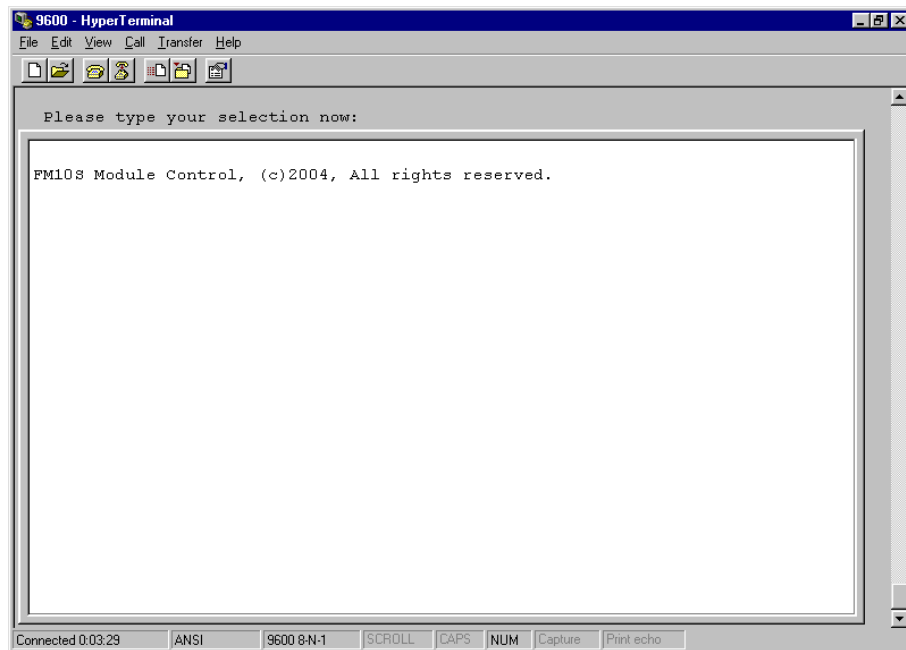 9600 - HyperTerminal
File Edit View Call Transfer Help
Please type your selection now:
FM10S Module Control, (c)2004, All rights reserved.
Connected 0:03:29 ANSI 9600 8-N-1 SCROLL CAPS NUM Capture Print echo